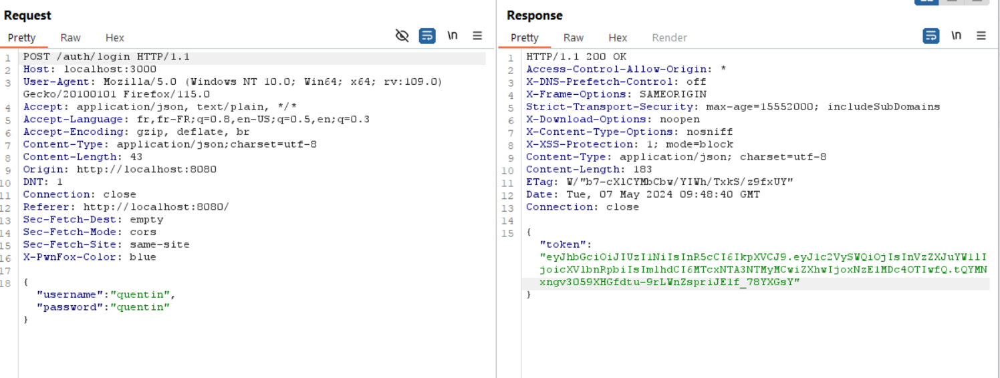 Request
Pretty Raw Hex \n
1 POST /auth/login HTTP/1.1
2 Host: localhost:3000
3 User-Agent: Mozilla/5.0 (Windows NT 10.0; Win64; x64; rv:109.0)
Gecko/20100101 Firefox/115.0
4 Accept: application/json, text/plain, */*
5 Accept-Language: fr,fr-FR;q=0.8,en-US;q=0.5,en;q=0.3
6 Accept-Encoding: gzip, deflate, br
7 Content-Type: application/json;charset=utf-8
8 Content-Length: 43
9 Origin: http://localhost:8080
10 DNT: 1
11 Connection: close
12 Referer: http://localhost:8080/
13 Sec-Fetch-Dest: empty
14 Sec-Fetch-Mode: cors
15 Sec-Fetch-Site: same-site
16 X-PwnFox-Color: blue
17
18 {
"username":"quentin",
"password":"quentin"
}
Response
Pretty Raw Hex Render \n
1 HTTP/1.1 200 OK
2 Access-Control-Allow-Origin: *
3 X-DNS-Prefetch-Control: off
4 X-Frame-Options: SAMEORIGIN
5 Strict-Transport-Security: max-age=15552000; includeSubDomains
6 X-Download-Options: noopen
7 X-Content-Type-Options: nosniff
8 X-XSS-Protection: 1; mode=block
9 Content-Type: application/json; charset=utf-8
10 Content-Length: 183
11 ETag: W/"b7-cXlCYMbCbw/YIWh/TxkS/z9fxUY"
12 Date: Tue, 07 May 2024 09:48:40 GMT
13 Connection: close
14
15 {
"token":
"eyJhbGciOiJIUzI1NiIsInR5cCI6IkpXVCJ9.eyJ1c2VySWQiOjIsInVzZXJuYW1lI
joicXVlbnRpbiIsImlhdCI6MTcxNTA3NTMyMCwiZXhwIjoxNzE1MDc4OTIwfQ.tQYMN
xngv3O59XHGfdtu-9rLWnZspriJE1f_78YXGsY"
}